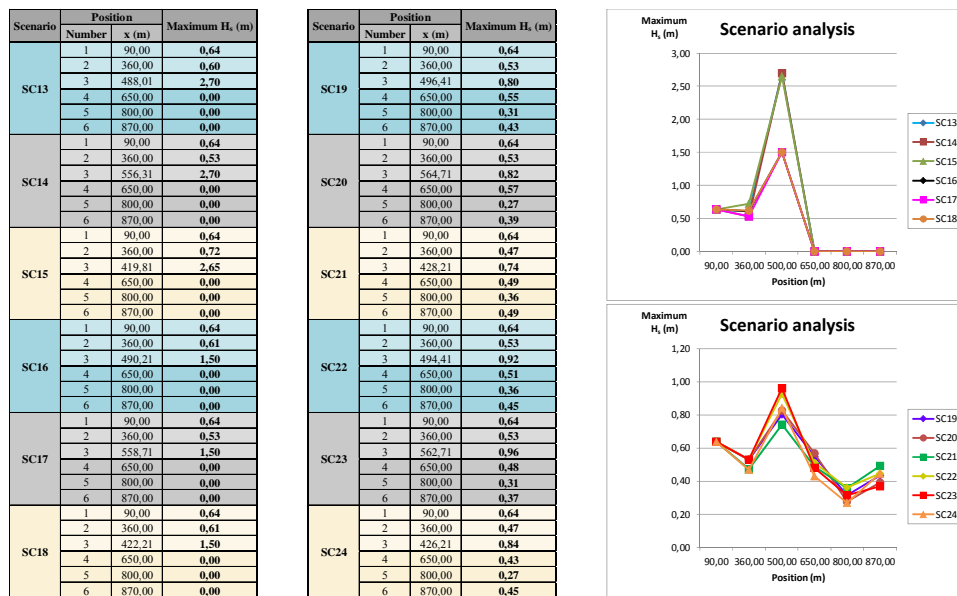 Scenario Position Maximum Hs (m)
Number x (m)
SC13
1 90,00 0,64
2 360,00 0,60
3 488,01 2,70
4 650,00 0,00
5 800,00 0,00
6 870,00 0,00
SC14
1 90,00 0,64
2 360,00 0,53
3 556,31 2,70
4 650,00 0,00
5 800,00 0,00
6 870,00 0,00
SC15
1 90,00 0,64
2 360,00 0,72
3 419,81 2,65
4 650,00 0,00
5 800,00 0,00
6 870,00 0,00
SC16
1 90,00 0,64
2 360,00 0,61
3 490,21 1,50
4 650,00 0,00
5 800,00 0,00
6 870,00 0,00
SC17
1 90,00 0,64
2 360,00 0,53
3 558,71 1,50
4 650,00 0,00
5 800,00 0,00
6 870,00 0,00
SC18
1 90,00 0,64
2 360,00 0,61
3 422,21 1,50
4 650,00 0,00
5 800,00 0,00
6 870,00 0,00
Scenario Position Maximum Hs (m)
Number x (m)
SC19
1 90,00 0,64
2 360,00 0,53
3 496,41 0,80
4 650,00 0,55
5 800,00 0,31
6 870,00 0,43
SC20
1 90,00 0,64
2 360,00 0,53
3 564,71 0,82
4 650,00 0,57
5 800,00 0,27
6 870,00 0,39
SC21
1 90,00 0,64
2 360,00 0,47
3 428,21 0,74
4 650,00 0,49
5 800,00 0,36
6 870,00 0,49
SC22
1 90,00 0,64
2 360,00 0,53
3 494,41 0,92
4 650,00 0,51
5 800,00 0,36
6 870,00 0,45
SC23
1 90,00 0,64
2 360,00 0,53
3 562,71 0,96
4 650,00 0,48
5 800,00 0,31
6 870,00 0,37
SC24
1 90,00 0,64
2 360,00 0,47
3 426,21 0,84
4 650,00 0,43
5 800,00 0,27
6 870,00 0,45
Maximum
Hs (m)
Scenario analysis
3,00
2,50
2,00
1,50
1,00
0,50
0,00
90,00 360,00 500,00 650,00 800,00 870,00
Position (m)
SC13
SC14
SC15
SC16
SC17
SC18
Maximum
Hs (m)
Scenario analysis
1,20
1,00
0,80
0,60
0,40
0,20
0,00
90,00 360,00 500,00 650,00 800,00 870,00
Position (m)
SC19
SC20
SC21
SC22
SC23
SC24